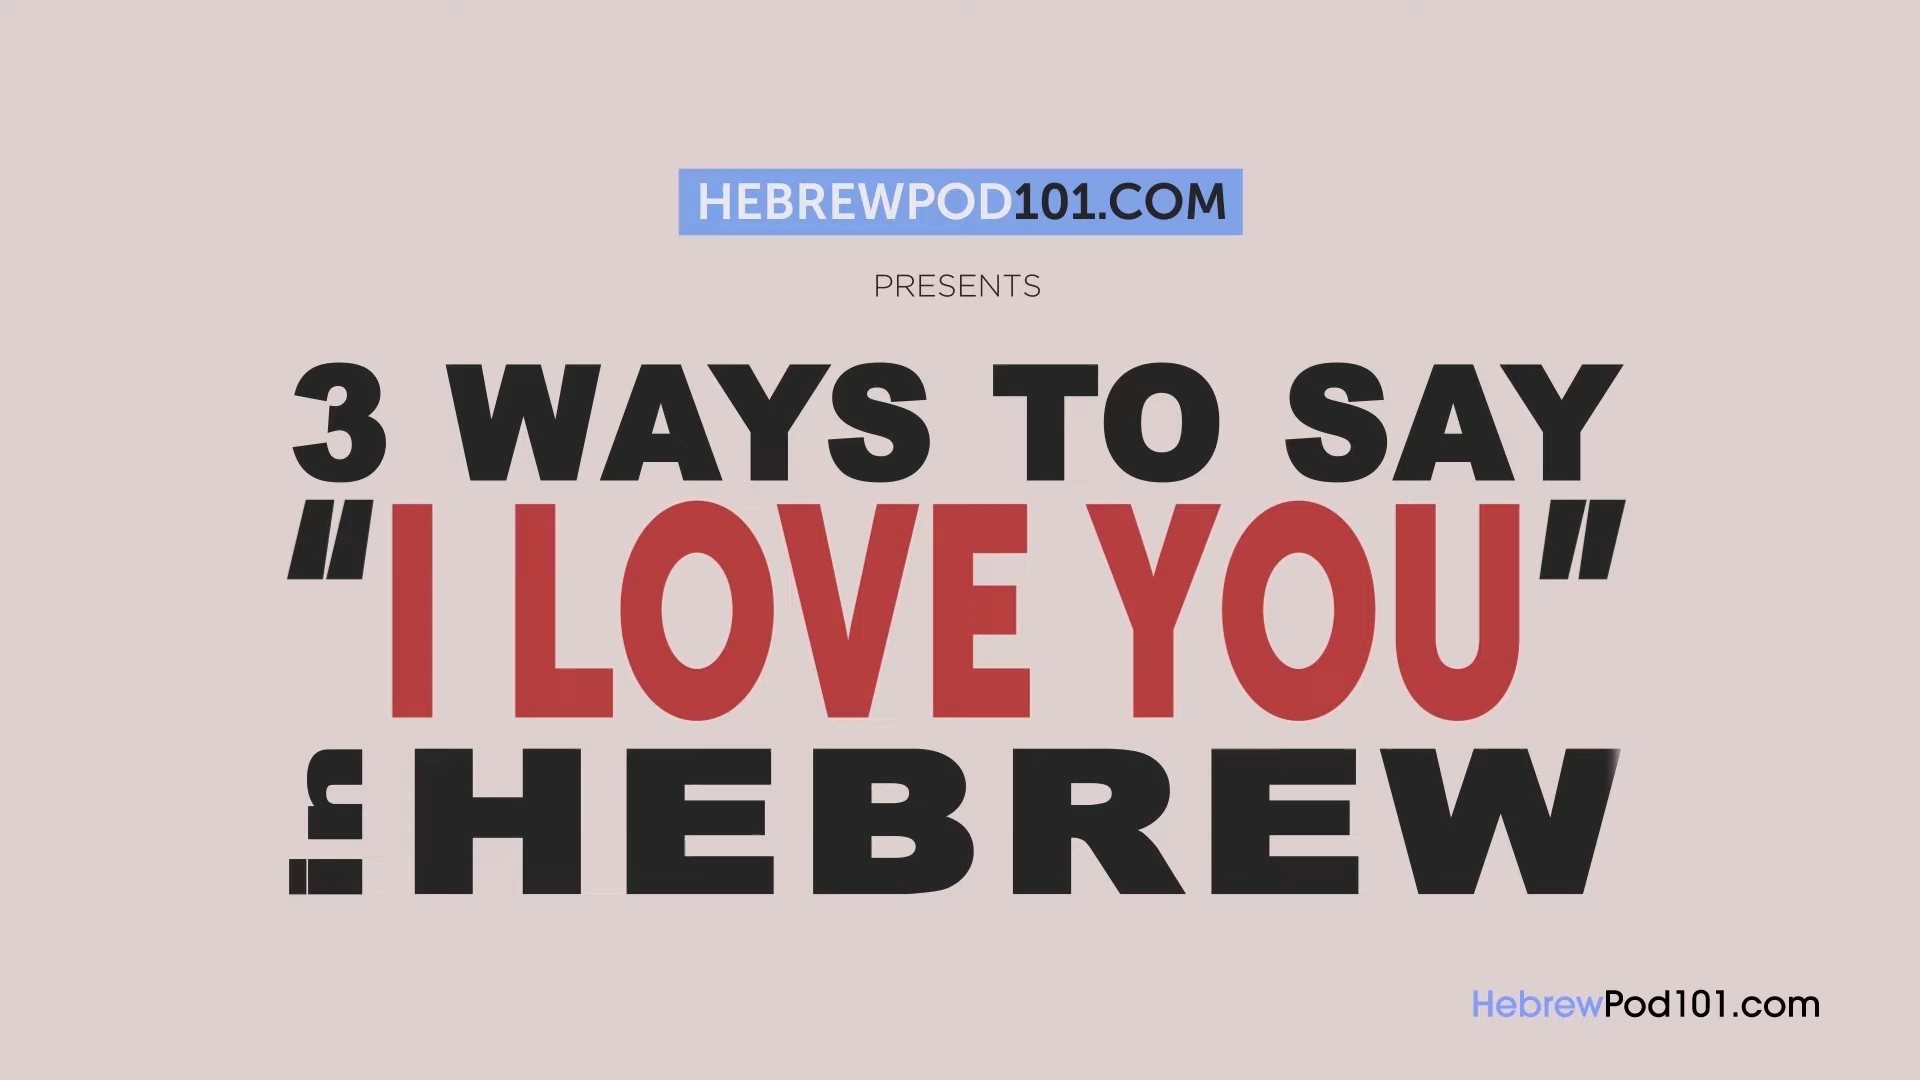 HEBREWPOD101.COM
PRESENTS
3 WAYS TO SAY
"I LOVE YOU"
in HEBREW
HebrewPod101.com